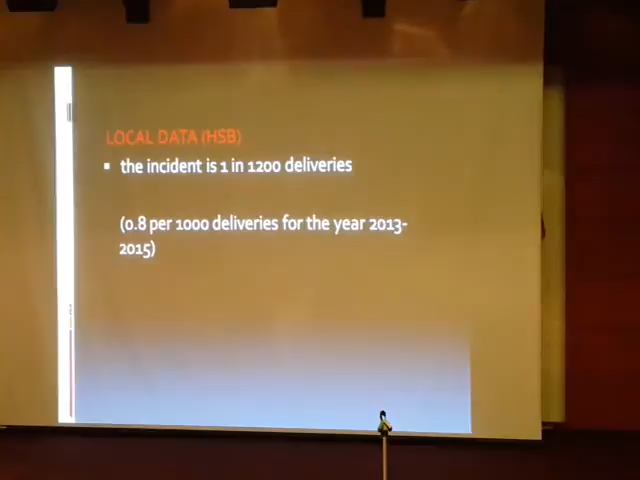 LOCAL DATA (HSB)
▪ the incident is 1 in 1200 deliveries
(0.8 per 1000 deliveries for the year 2013-
2015)